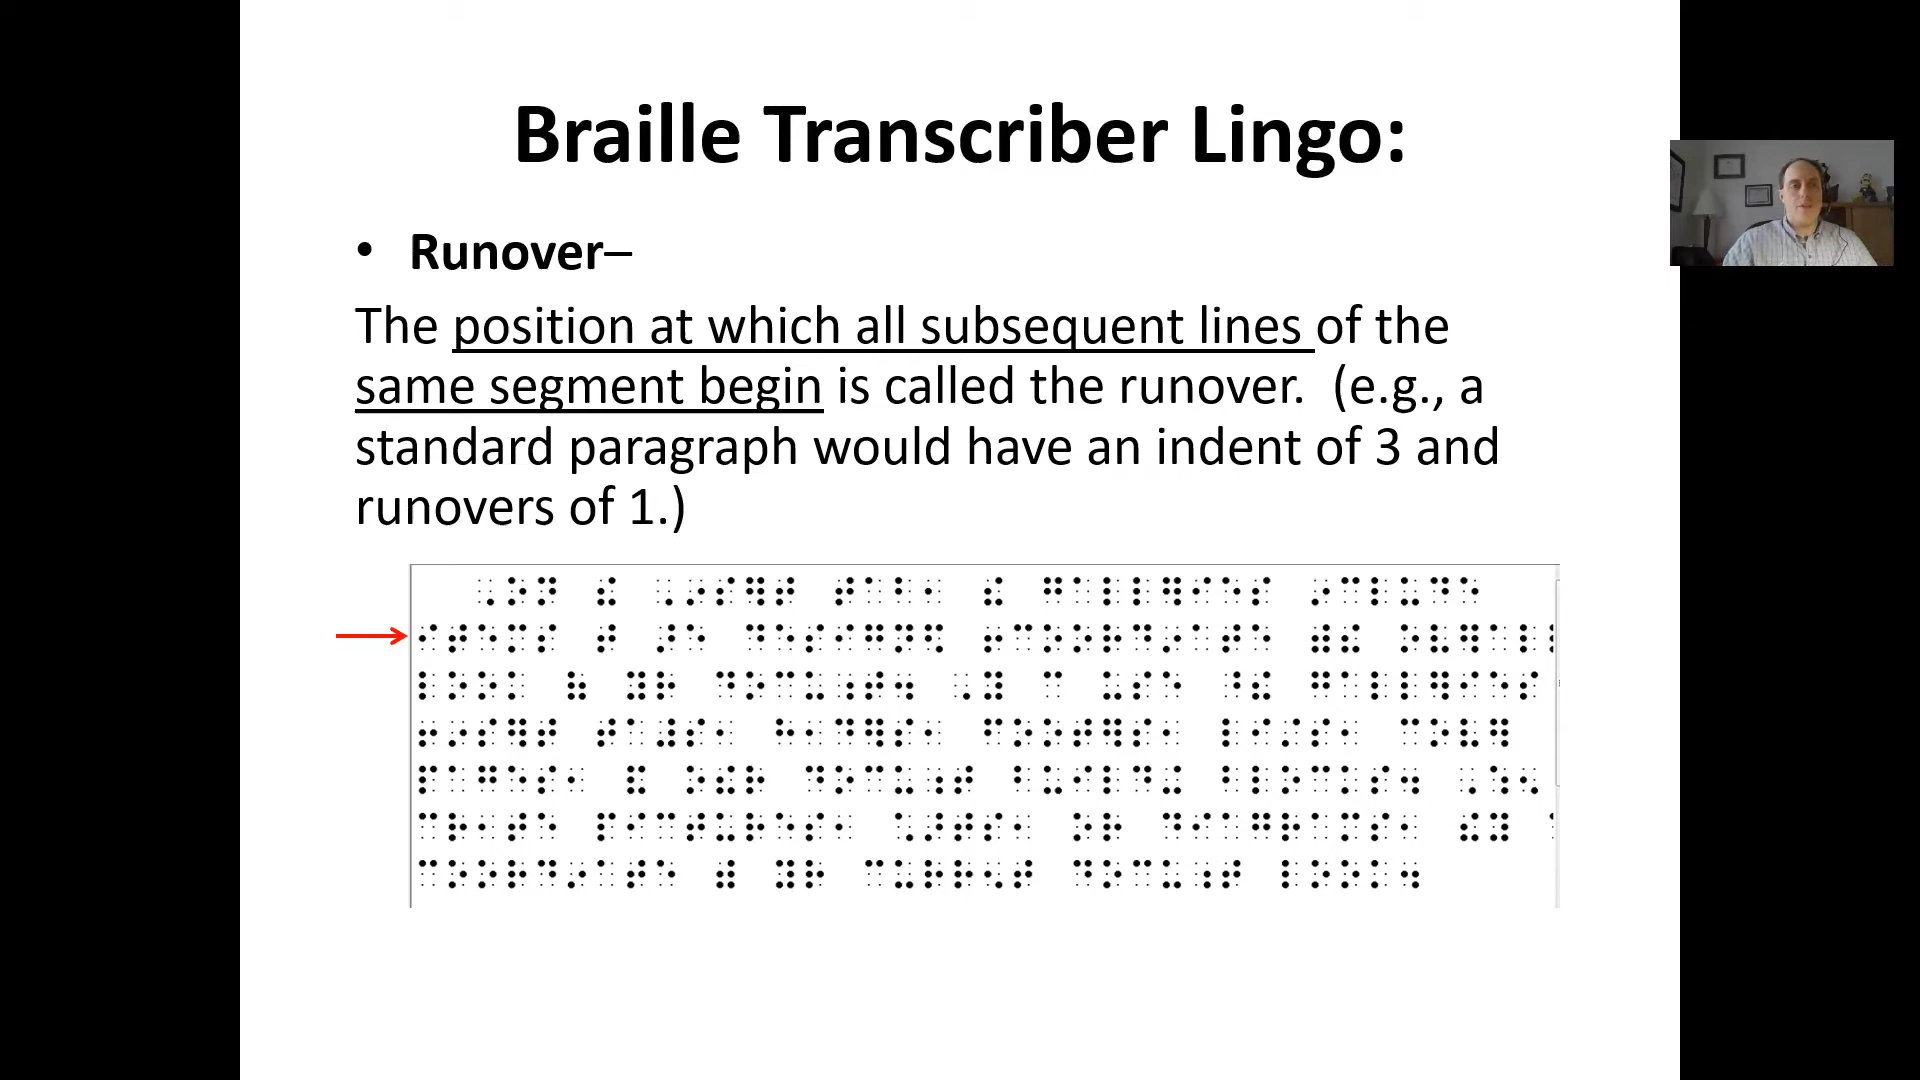 Braille Transcriber Lingo:
• Runover–
The position at which all subsequent lines of the
same segment begin is called the runover. (e.g., a
standard paragraph would have an indent of 3 and
runovers of 1.)
⠠⠕⠝ ⠮ ⠠⠔⠎⠻⠞ ⠞⠁⠃⠂ ⠮ ⠛⠁⠇⠇⠻⠊⠑⠎ ⠔⠉⠇⠥⠙⠑
⠊⠞⠑⠍⠎ ⠞ ⠜⠑ ⠙⠑⠎⠊⠛⠝⠫ ⠖⠉⠕⠕⠗⠙⠔⠁⠞⠑ ⠾⠮
⠇⠕⠕⠅ ⠷ ⠽⠗ ⠙⠕⠉⠥⠰⠞⠲ ⠠⠽ ⠉ ⠥⠎⠑ ⠘⠮ ⠛⠁⠇⠇⠻⠊⠑⠎
⠖⠔⠎⠻⠞ ⠞⠁⠼⠎⠂ ⠓⠂⠙⠻⠎⠂ ⠋⠕⠕⠞⠻⠎⠂ ⠇⠊⠌⠎⠂ ⠉⠕⠧⠻
⠏⠁⠛⠑⠎⠂ ⠯ ⠕⠮⠗ ⠙⠕⠉⠥⠰⠞ ⠃⠥⠊⠇⠙⠬ ⠃⠇⠕⠉⠅⠎⠲ ⠠⠱⠢
⠉⠗⠂⠞⠑ ⠏⠊⠉⠞⠥⠗⠑⠎⠂ ⠡⠜⠞⠎⠂ ⠕⠗ ⠙⠊⠁⠛⠗⠁⠍⠎⠂ ⠮⠽
⠉⠕⠕⠗⠙⠔⠁⠞⠑ ⠾ ⠽⠗ ⠉⠥⠗⠗⠢⠞ ⠙⠕⠉⠥⠰⠞ ⠇⠕⠕⠅⠲